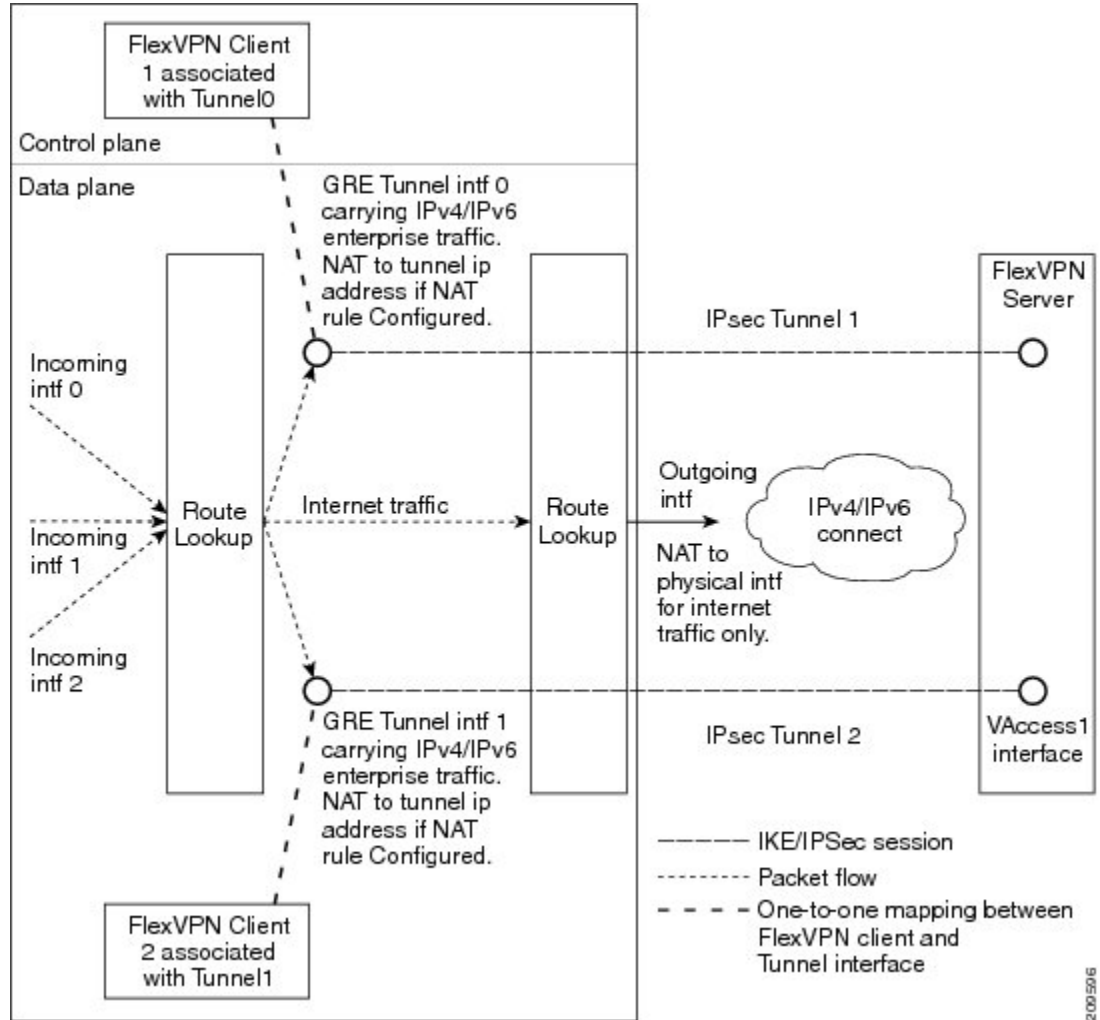 FlexVPN Client
1 associated
with Tunnel0
Control plane
Data plane
GRE Tunnel intf 0
carrying IPv4/IPv6
enterprise traffic.
NAT to tunnel ip
address if NAT
rule Configured.
FlexVPN
Server
IPsec Tunnel 1
Incoming
intf 0
Incoming
intf 1
Incoming
intf 2
Route
Lookup
Internet traffic
Route
Lookup
Outgoing
intf
IPv4/IPv6
connect
NAT to
physical intf
for internet
traffic only.
GRE Tunnel intf 1
carrying IPv4/IPv6
enterprise traffic.
NAT to tunnel ip
address if NAT
rule Configured.
IPsec Tunnel 2
VAccess1
interface
IKE/IPSec session
Packet flow
One-to-one mapping between
FlexVPN client and
Tunnel interface
FlexVPN Client
2 associated
with Tunnel1
209596